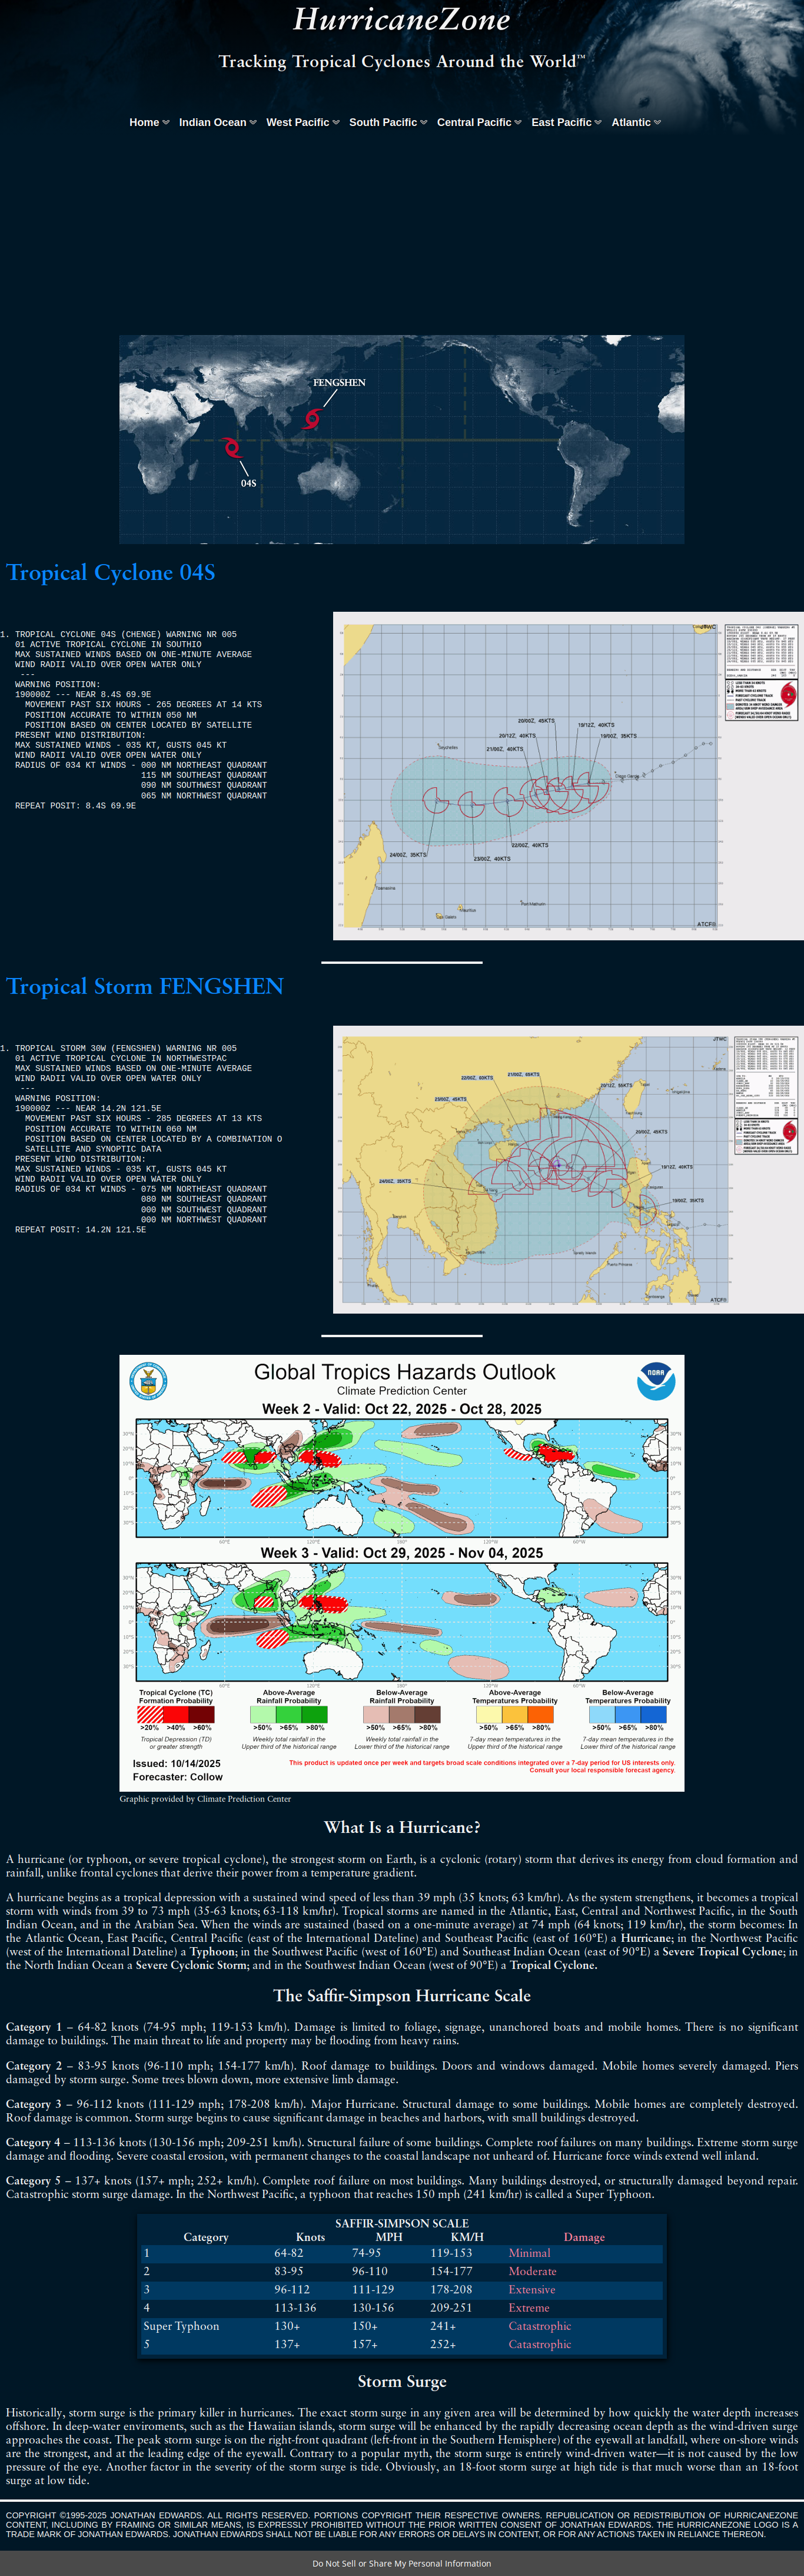 HurricaneZone
Tracking Tropical Cyclones Around the World™
Home Indian Ocean West Pacific South Pacific Central Pacific East Pacific Atlantic
FENGSHEN
04S
Tropical Cyclone 04S
1. TROPICAL CYCLONE 04S (CHENGE) WARNING NR 005
01 ACTIVE TROPICAL CYCLONE IN SOUTHIO
MAX SUSTAINED WINDS BASED ON ONE-MINUTE AVERAGE
WIND RADII VALID OVER OPEN WATER ONLY
---
WARNING POSITION:
190000Z --- NEAR 8.4S 69.9E
MOVEMENT PAST SIX HOURS - 265 DEGREES AT 14 KTS
POSITION ACCURATE TO WITHIN 050 NM
POSITION BASED ON CENTER LOCATED BY SATELLITE
PRESENT WIND DISTRIBUTION:
MAX SUSTAINED WINDS - 035 KT, GUSTS 045 KT
WIND RADII VALID OVER OPEN WATER ONLY
RADIUS OF 034 KT WINDS - 000 NM NORTHEAST QUADRANT
115 NM SOUTHEAST QUADRANT
090 NM SOUTHWEST QUADRANT
065 NM NORTHWEST QUADRANT
REPEAT POSIT: 8.4S 69.9E
JTWC
20/00Z, 45KTS
19/12Z, 40KTS
20/12Z, 40KTS
19/00Z, 35KTS
21/00Z, 40KTS
Seychelles
Diego Garcia
22/00Z, 40KTS
24/00Z, 35KTS
23/00Z, 40KTS
Toamasina
Port Mathurin
Mauritius
ATCF®
Tropical Storm FENGSHEN
1. TROPICAL STORM 30W (FENGSHEN) WARNING NR 005
01 ACTIVE TROPICAL CYCLONE IN NORTHWESTPAC
MAX SUSTAINED WINDS BASED ON ONE-MINUTE AVERAGE
WIND RADII VALID OVER OPEN WATER ONLY
---
WARNING POSITION:
190000Z --- NEAR 14.2N 121.5E
MOVEMENT PAST SIX HOURS - 285 DEGREES AT 13 KTS
POSITION ACCURATE TO WITHIN 060 NM
POSITION BASED ON CENTER LOCATED BY A COMBINATION O
SATELLITE AND SYNOPTIC DATA
PRESENT WIND DISTRIBUTION:
MAX SUSTAINED WINDS - 035 KT, GUSTS 045 KT
WIND RADII VALID OVER OPEN WATER ONLY
RADIUS OF 034 KT WINDS - 075 NM NORTHEAST QUADRANT
080 NM SOUTHEAST QUADRANT
000 NM SOUTHWEST QUADRANT
000 NM NORTHWEST QUADRANT
REPEAT POSIT: 14.2N 121.5E
JTWC
20/12Z, 55KTS
20/00Z, 45KTS
19/12Z, 40KTS
24/00Z, 35KTS
19/00Z, 35KTS
ATCF®
Global Tropics Hazards Outlook
Climate Prediction Center
NOAA
Week 2 - Valid: Oct 22, 2025 - Oct 28, 2025
Week 3 - Valid: Oct 29, 2025 - Nov 04, 2025
Tropical Cyclone (TC) Above-Average Below-Average Above-Average Below-Average
Formation Probability Rainfall Probability Rainfall Probability Temperatures Probability Temperatures Probability
>20% >40% >60% >50% >65% >80% >50% >65% >80% >50% >65% >80% >50% >65% >80%
Tropical Depression (TD) Weekly total rainfall in the Weekly total rainfall in the 7-day mean temperatures in the 7-day mean temperatures in the
or greater strength Upper third of the historical range Lower third of the historical range Upper third of the historical range Lower third of the historical range
Issued: 10/14/2025
Forecaster: Collow
This product is updated once per week and targets broad scale conditions integrated over a 7-day period for US interests only.
Consult your local responsible forecast agency.
Graphic provided by Climate Prediction Center
What Is a Hurricane?
A hurricane (or typhoon, or severe tropical cyclone), the strongest storm on Earth, is a cyclonic (rotary) storm that derives its energy from cloud formation and
rainfall, unlike frontal cyclones that derive their power from a temperature gradient.
A hurricane begins as a tropical depression with a sustained wind speed of less than 39 mph (35 knots; 63 km/hr). As the system strengthens, it becomes a tropical
storm with winds from 39 to 73 mph (35-63 knots; 63-118 km/hr). Tropical storms are named in the Atlantic, East, Central and Northwest Pacific, in the South
Indian Ocean, and in the Arabian Sea. When the winds are sustained (based on a one-minute average) at 74 mph (64 knots; 119 km/hr), the storm becomes: In
the Atlantic Ocean, East Pacific, Central Pacific (east of the International Dateline) and Southeast Pacific (east of 160°E) a Hurricane; in the Northwest Pacific
(west of the International Dateline) a Typhoon; in the Southwest Pacific (west of 160°E) and Southeast Indian Ocean (east of 90°E) a Severe Tropical Cyclone; in
the North Indian Ocean a Severe Cyclonic Storm; and in the Southwest Indian Ocean (west of 90°E) a Tropical Cyclone.
The Saffir-Simpson Hurricane Scale
Category 1 – 64-82 knots (74-95 mph; 119-153 km/h). Damage is limited to foliage, signage, unanchored boats and mobile homes. There is no significant
damage to buildings. The main threat to life and property may be flooding from heavy rains.
Category 2 – 83-95 knots (96-110 mph; 154-177 km/h). Roof damage to buildings. Doors and windows damaged. Mobile homes severely damaged. Piers
damaged by storm surge. Some trees blown down, more extensive limb damage.
Category 3 – 96-112 knots (111-129 mph; 178-208 km/h). Major Hurricane. Structural damage to some buildings. Mobile homes are completely destroyed.
Roof damage is common. Storm surge begins to cause significant damage in beaches and harbors, with small buildings destroyed.
Category 4 – 113-136 knots (130-156 mph; 209-251 km/h). Structural failure of some buildings. Complete roof failures on many buildings. Extreme storm surge
damage and flooding. Severe coastal erosion, with permanent changes to the coastal landscape not unheard of. Hurricane force winds extend well inland.
Category 5 – 137+ knots (157+ mph; 252+ km/h). Complete roof failure on most buildings. Many buildings destroyed, or structurally damaged beyond repair.
Catastrophic storm surge damage. In the Northwest Pacific, a typhoon that reaches 150 mph (241 km/hr) is called a Super Typhoon.
SAFFIR-SIMPSON SCALE
Category Knots MPH KM/H Damage
1 64-82 74-95 119-153 Minimal
2 83-95 96-110 154-177 Moderate
3 96-112 111-129 178-208 Extensive
4 113-136 130-156 209-251 Extreme
Super Typhoon 130+ 150+ 241+ Catastrophic
5 137+ 157+ 252+ Catastrophic
Storm Surge
Historically, storm surge is the primary killer in hurricanes. The exact storm surge in any given area will be determined by how quickly the water depth increases
offshore. In deep-water enviroments, such as the Hawaiian islands, storm surge will be enhanced by the rapidly decreasing ocean depth as the wind-driven surge
approaches the coast. The peak storm surge is on the right-front quadrant (left-front in the Southern Hemisphere) of the eyewall at landfall, where on-shore winds
are the strongest, and at the leading edge of the eyewall. Contrary to a popular myth, the storm surge is entirely wind-driven water—it is not caused by the low
pressure of the eye. Another factor in the severity of the storm surge is tide. Obviously, an 18-foot storm surge at high tide is that much worse than an 18-foot
surge at low tide.
COPYRIGHT ©1995-2025 JONATHAN EDWARDS. ALL RIGHTS RESERVED. PORTIONS COPYRIGHT THEIR RESPECTIVE OWNERS. REPUBLICATION OR REDISTRIBUTION OF HURRICANEZONE
CONTENT, INCLUDING BY FRAMING OR SIMILAR MEANS, IS EXPRESSLY PROHIBITED WITHOUT THE PRIOR WRITTEN CONSENT OF JONATHAN EDWARDS. THE HURRICANEZONE LOGO IS A
TRADE MARK OF JONATHAN EDWARDS. JONATHAN EDWARDS SHALL NOT BE LIABLE FOR ANY ERRORS OR DELAYS IN CONTENT, OR FOR ANY ACTIONS TAKEN IN RELIANCE THEREON.
Do Not Sell or Share My Personal Information